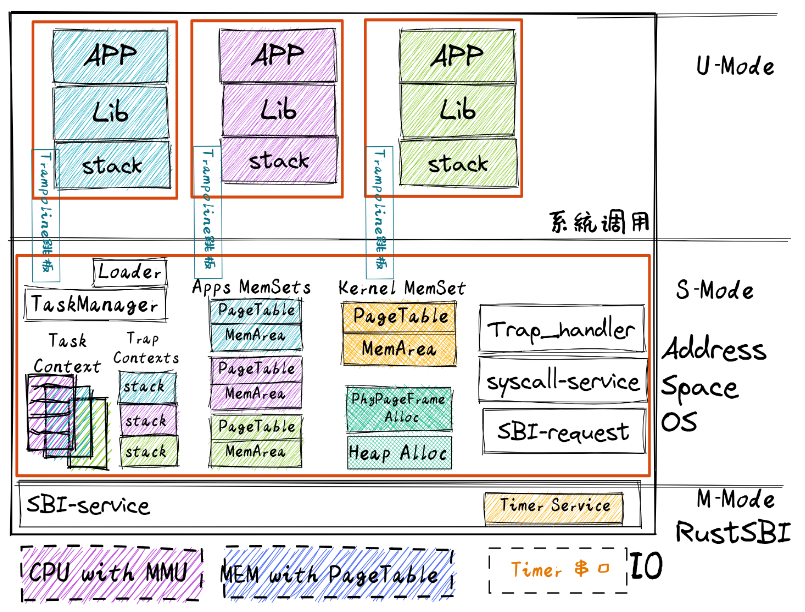 APP
APP
APP
U-Mode
Lib
Lib
Lib
stack
stack
stack
Trampoline跳板
Trampoline跳板
Trampoline跳板
系统调用
Loader
TaskManager
Apps MemSets
Kernel MemSet
S-Mode
PageTable
MemArea
PageTable
MemArea
Trap_handler
Task
Context
Trap
Contexts
Address
Space
OS
PageTable
MemArea
syscall-service
stack
stack
stack
PhyPageFrame
Alloc
SBI-request
PageTable
MemArea
Heap Alloc
SBI-service
Timer Service
M-Mode
RustSBI
CPU with MMU
MEM with PageTable
Timer 串口
IO